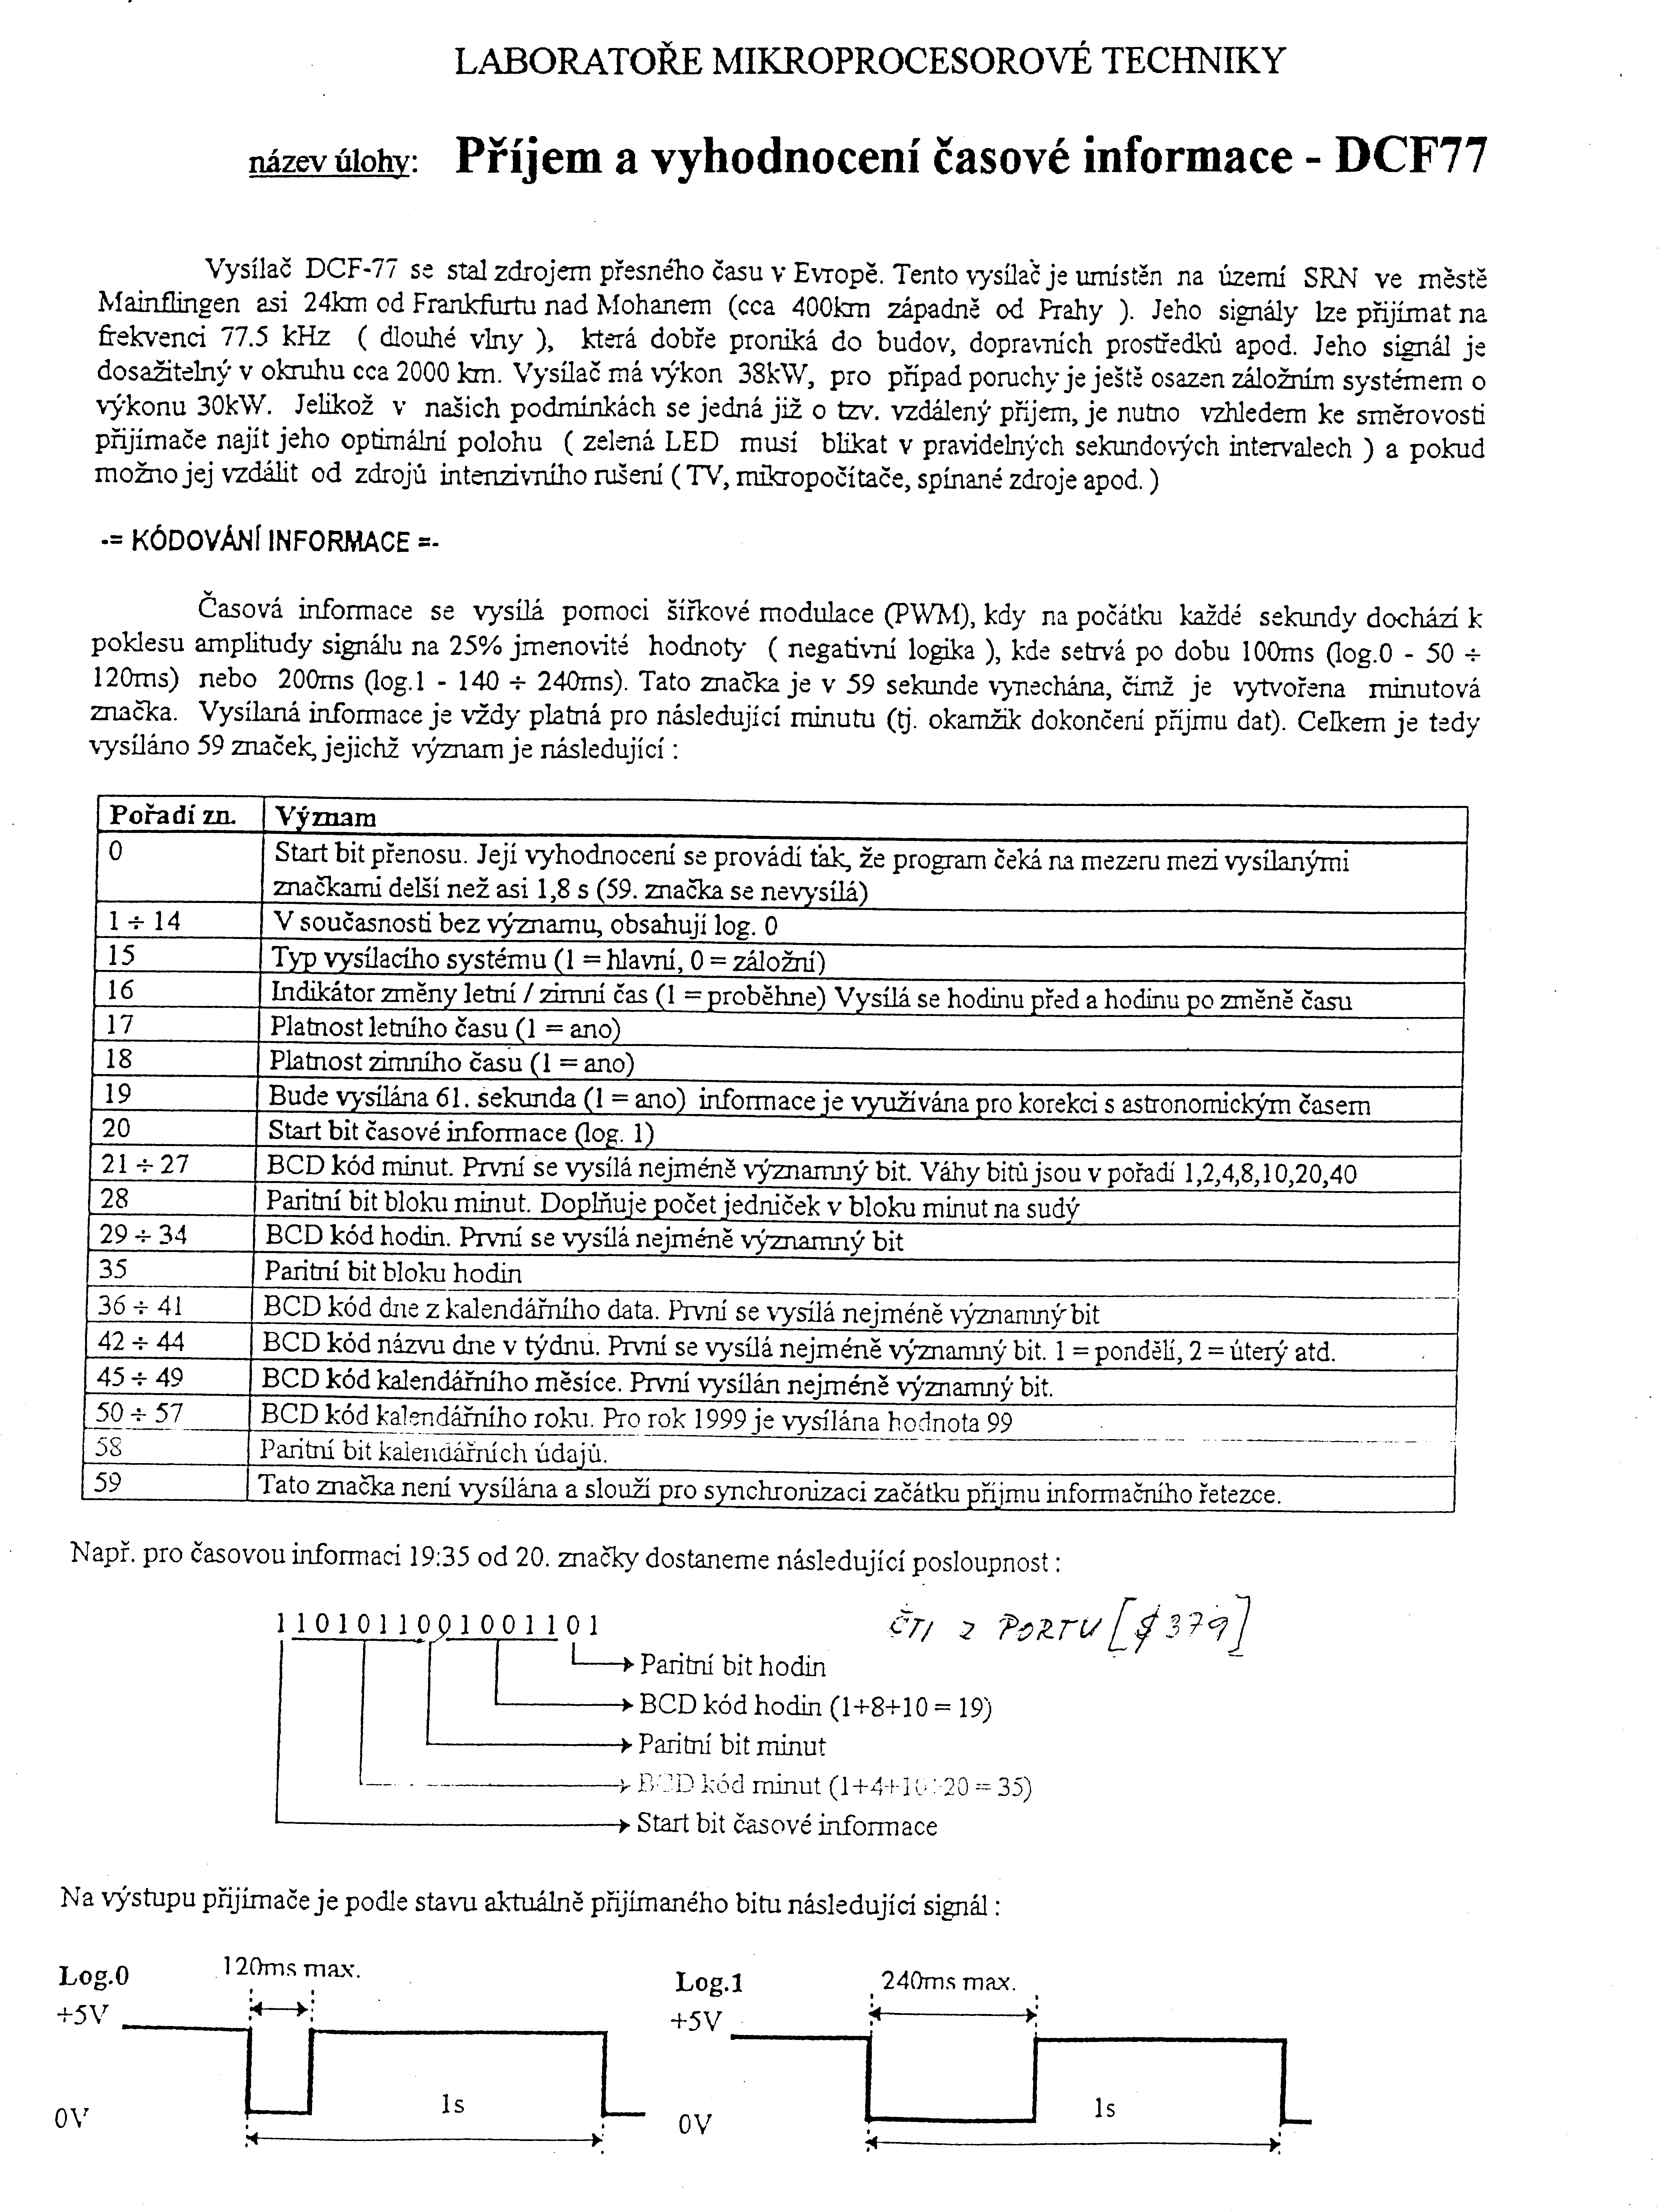 LABORATOŘE MIKROPROCESOROVÉ TECHNIKY
název úlohy: Příjem a vyhodnocení časové informace - DCF77
Vysílač DCF-77 se stal zdrojem přesného času v Evropě. Tento vysílač je umístěn na území SRN ve městě
Mainflingen asi 24km od Frankfurtu nad Mohanem (cca 400km západně od Prahy ). Jeho signály lze přijímat na
frekvenci 77.5 kHz ( dlouhé vlny ), která dobře proniká do budov, dopravních prostředků apod. Jeho signál je
dosažitelný v okruhu cca 2000 km. Vysílač má výkon 38kW, pro případ poruchy je ještě osazen záložním systémem o
výkonu 30kW. Jelikož v našich podmínkách se jedná již o tzv. vzdálený příjem, je nutno vzhledem ke směrovosti
přijímače najít jeho optimální polohu ( zelená LED musí blikat v pravidelných sekundových intervalech ) a pokud
možno jej vzdálit od zdrojů intenzivního rušení ( TV, mikropočítače, spínané zdroje apod. )
-= KÓDOVÁNÍ INFORMACE =-
Časová informace se vysílá pomoci šířkové modulace (PWM), kdy na počátku každé sekundy dochází k
poklesu amplitudy signálu na 25% jmenovité hodnoty ( negativní logika ), kde setrvá po dobu 100ms (log.0 - 50 ÷
120ms) nebo 200ms (log.1 - 140 ÷ 240ms). Tato značka je v 59 sekunde vynechána, čímž je vytvořena minutová
značka. Vysílaná informace je vždy platná pro následující minutu (tj. okamžik dokončení příjmu dat). Celkem je tedy
vysíláno 59 značek, jejichž význam je následující :
Pořadí zn. Význam
0 Start bit přenosu. Její vyhodnocení se provádí tak, že program čeká na mezeru mezi vysílanými
značkami delší než asi 1,8 s (59. značka se nevysílá)
1 ÷ 14 V současnosti bez významu, obsahují log. 0
15 Typ vysílacího systému (1 = hlavní, 0 = záložní)
16 Indikátor změny letní / zimní čas (1 = proběhne) Vysílá se hodinu před a hodinu po změně času
17 Platnost letního času (1 = ano)
18 Platnost zimního času (1 = ano)
19 Bude vysílána 61. sekunda (1 = ano) informace je využívána pro korekci s astronomickým časem
20 Start bit časové informace (log. 1)
21 ÷ 27 BCD kód minut. První se vysílá nejméně významný bit. Váhy bitů jsou v pořadí 1,2,4,8,10,20,40
28 Paritní bit bloku minut. Doplňuje počet jedniček v bloku minut na sudý
29 ÷ 34 BCD kód hodin. První se vysílá nejméně významný bit
35 Paritní bit bloku hodin
36 ÷ 41 BCD kód dne z kalendářního data. První se vysílá nejméně významný bit
42 ÷ 44 BCD kód názvu dne v týdnu. První se vysílá nejméně významný bit. 1 = pondělí, 2 = úterý atd.
45 ÷ 49 BCD kód kalendářního měsíce. První vysílán nejméně významný bit.
50 ÷ 57 BCD kód kalendářního roku. Pro rok 1999 je vysílána hodnota 99
58 Paritní bit kalendářních údajů.
59 Tato značka není vysílána a slouží pro synchronizaci začátku příjmu informačního řetezce.
Např. pro časovou informaci 19:35 od 20. značky dostaneme následující posloupnost :
1101011001001101 ČTI Z PORTU [$379]
Paritní bit hodin
BCD kód hodin (1+8+10 = 19)
Paritní bit minut
BCD kód minut (1+4+10+20 = 35)
Start bit časové informace
Na výstupu přijímače je podle stavu aktuálně přijímaného bitu následující signál :
Log.0 120ms max. Log.1 240ms max.
+5V +5V
1s 1s
0V 0V